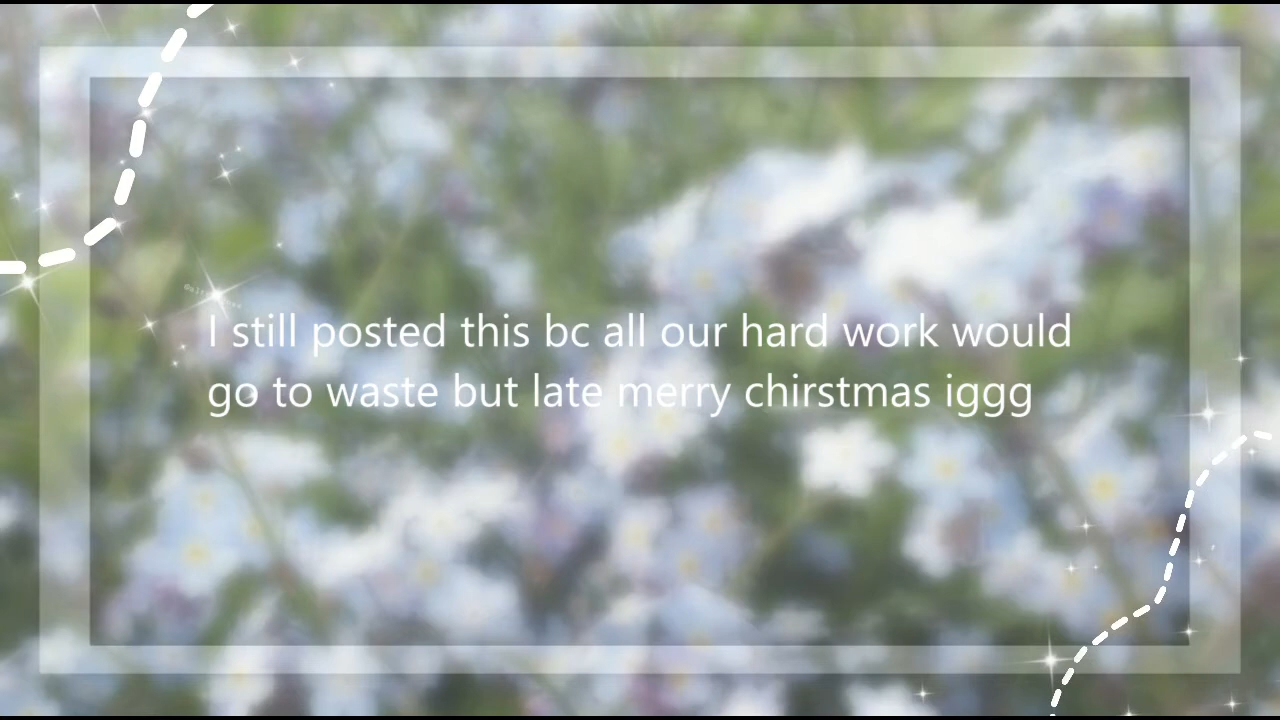 I still posted this bc all our hard work would
go to waste but late merry chirstmas iggg